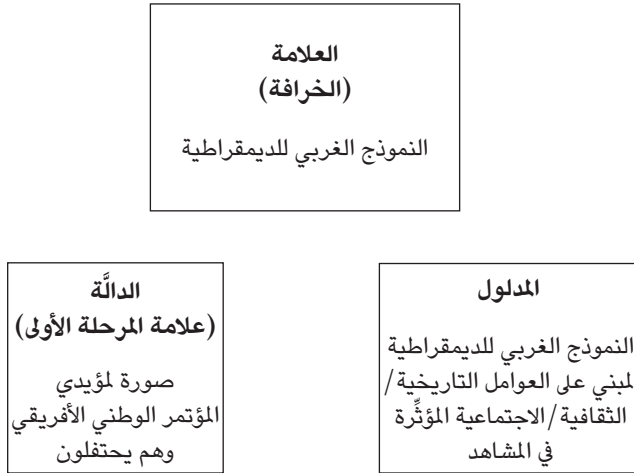 العلامة
(الخرافة)
النموذج الغربي للديمقراطية
الدالَّة
(علامة المرحلة الأولى)
صورة لمؤيدي
المؤتمر الوطني الأفريقي
وهم يحتفلون
المدلول
النموذج الغربي للديمقراطية
المبني على العوامل التاريخية/
الثقافية/الاجتماعية المؤثِّرة
في المشاهد